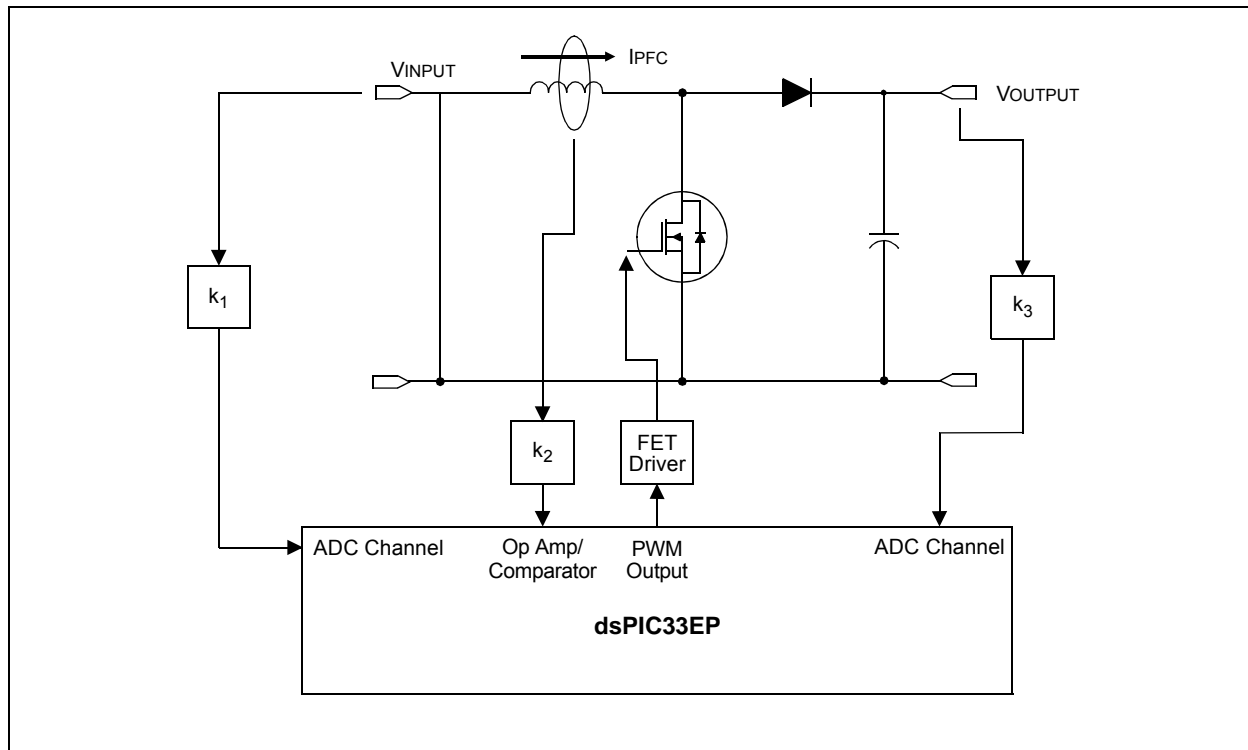 IPFC
VINPUT
VOUTPUT
k1
k3
k2
FET
Driver
ADC Channel
Op Amp/
Comparator
PWM
Output
ADC Channel
dsPIC33EP